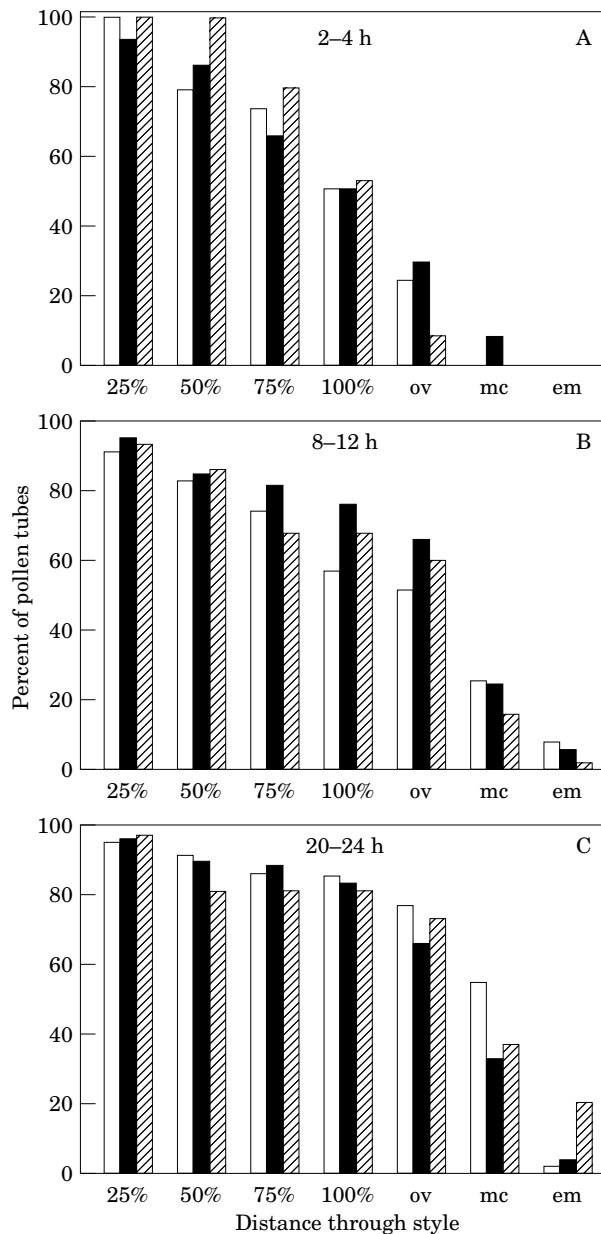 2–4 h A
100
80
60
40
20
0
25% 50% 75% 100% ov mc em
8–12 h B
100
80
60
40
20
0
25% 50% 75% 100% ov mc em
Percent of pollen tubes
20–24 h C
100
80
60
40
20
0
25% 50% 75% 100% ov mc em
Distance through style